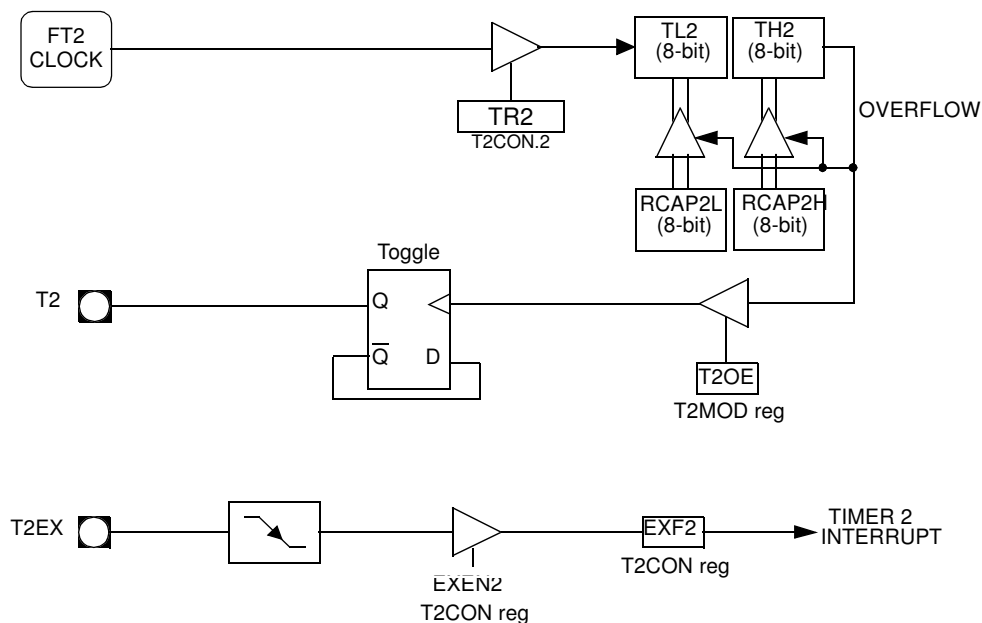 FT2
CLOCK
TL2
(8-bit)
TH2
(8-bit)
TR2
T2CON.2
OVERFLOW
RCAP2L
(8-bit)
RCAP2H
(8-bit)
Toggle
T2
Q
Q
D
T2OE
T2MOD reg
T2EX
EXEN2
T2CON reg
EXF2
T2CON reg
TIMER 2
INTERRUPT